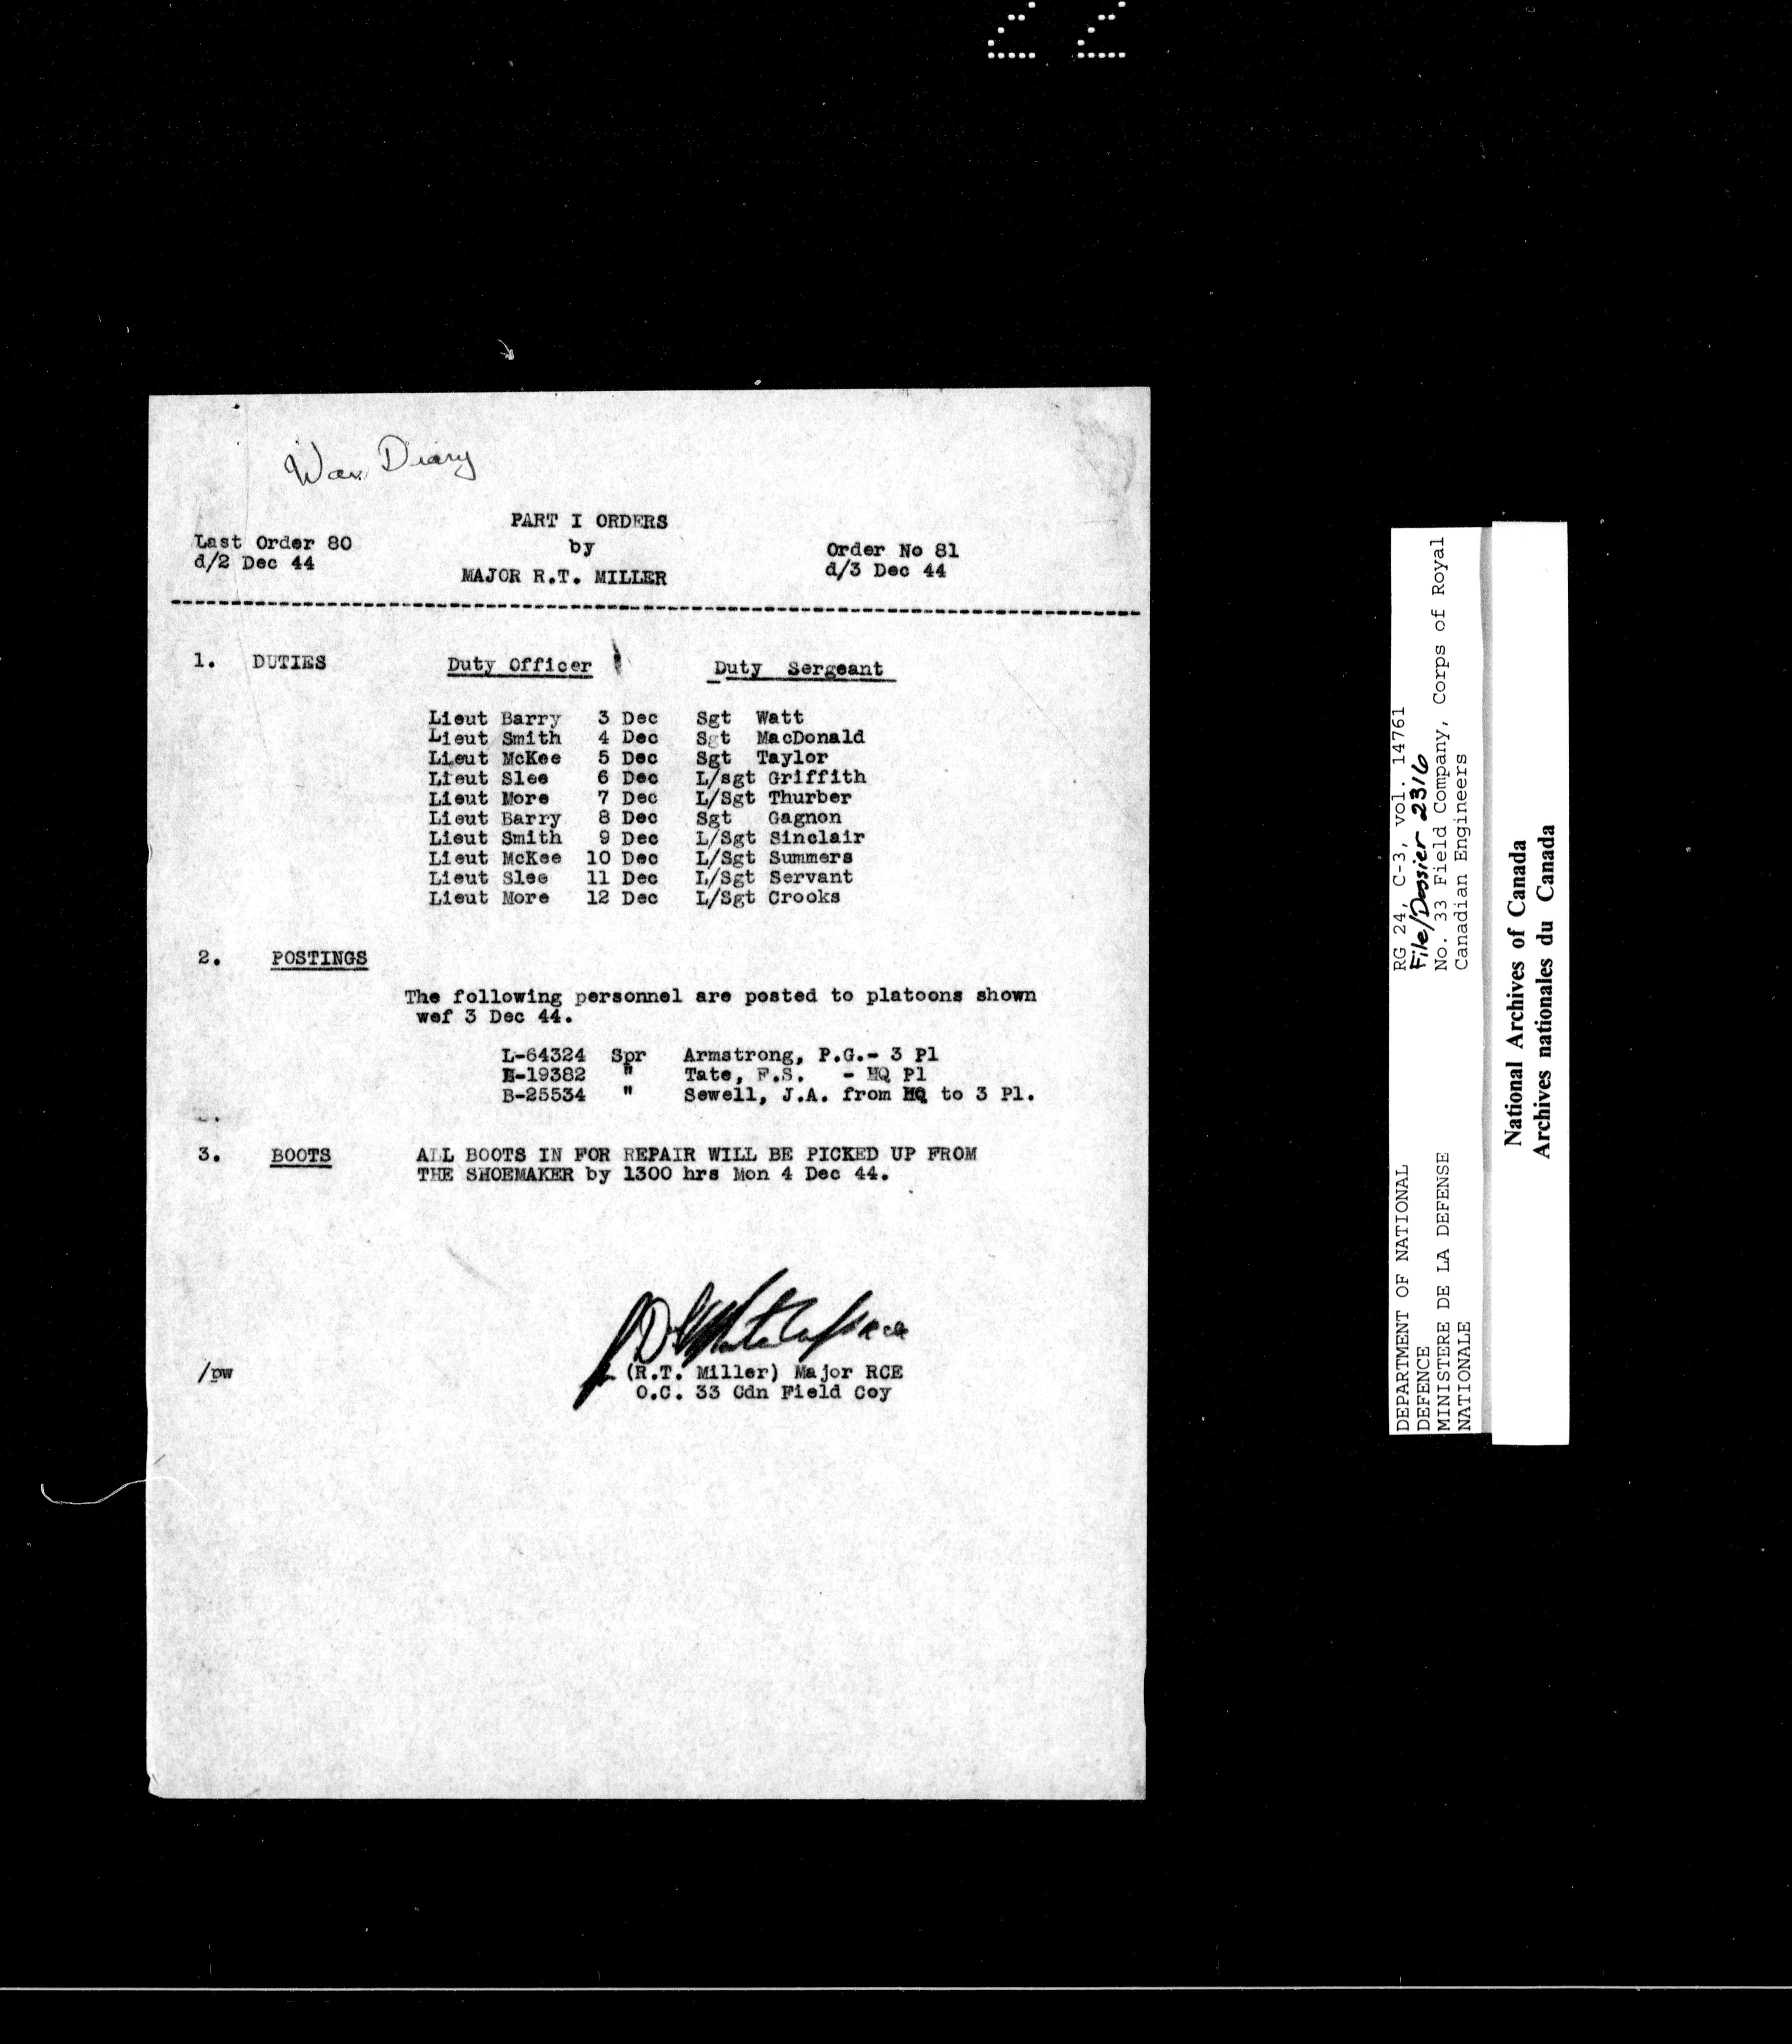 22
War Diary
PART I ORDERS
Last Order 80 by Order No 81
d/2 Dec 44 d/3 Dec 44
MAJOR R.T. MILLER
1. DUTIES Duty Officer Duty Sergeant
Lieut Barry 3 Dec Sgt Watt
Lieut Smith 4 Dec Sgt MacDonald
Lieut McKee 5 Dec Sgt Taylor
Lieut Slee 6 Dec L/sgt Griffith
Lieut More 7 Dec L/Sgt Thurber
Lieut Barry 8 Dec Sgt Gagnon
Lieut Smith 9 Dec L/Sgt Sinclair
Lieut McKee 10 Dec L/Sgt Summers
Lieut Slee 11 Dec L/Sgt Servant
Lieut More 12 Dec L/Sgt Crooks
2. POSTINGS
The following personnel are posted to platoons shown
wef 3 Dec 44.
L-64324 Spr Armstrong, P.G.- 3 Pl
" Tate, F.S. - HQ Pl
B-25534 " Sewell, J.A. from HQ to 3 Pl.
3. BOOTS ALL BOOTS IN FOR REPAIR WILL BE PICKED UP FROM
THE SHOEMAKER by 1300 hrs Mon 4 Dec 44.
/pw (R.T. Miller) Major RCE
O.C. 33 Cdn Field Coy
DEPARTMENT OF NATIONAL
DEFENCE
MINISTERE DE LA DEFENSE
NATIONALE
RG 24, C-3, vol. 14761
File/Dossier 2316
No. 33 Field Company, Corps of Royal
Canadian Engineers
National Archives of Canada
Archives nationales du Canada